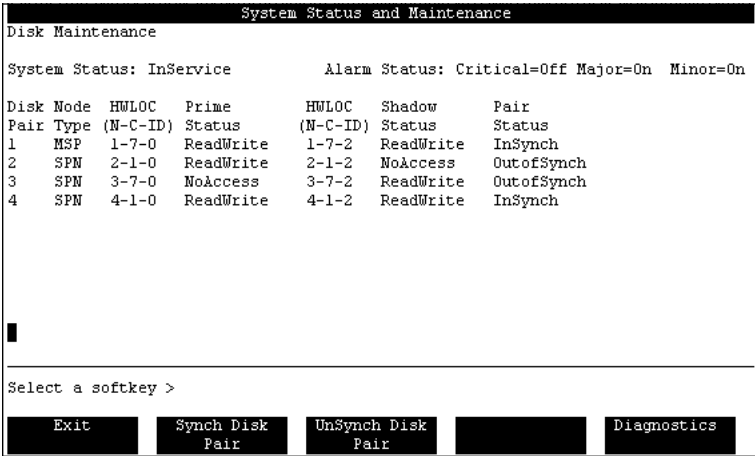 System Status and Maintenance
Disk Maintenance
System Status: InService Alarm Status: Critical=Off Major=On Minor=On
Disk Node HWLOC Prime HWLOC Shadow Pair
Pair Type (N-C-ID) Status (N-C-ID) Status Status
1 MSP 1-7-0 ReadWrite 1-7-2 ReadWrite InSynch
2 SPN 2-1-0 ReadWrite 2-1-2 NoAccess OutofSynch
3 SPN 3-7-0 NoAccess 3-7-2 ReadWrite OutofSynch
4 SPN 4-1-0 ReadWrite 4-1-2 ReadWrite InSynch
Select a softkey >
Exit Synch Disk UnSynch Disk Diagnostics
Pair Pair